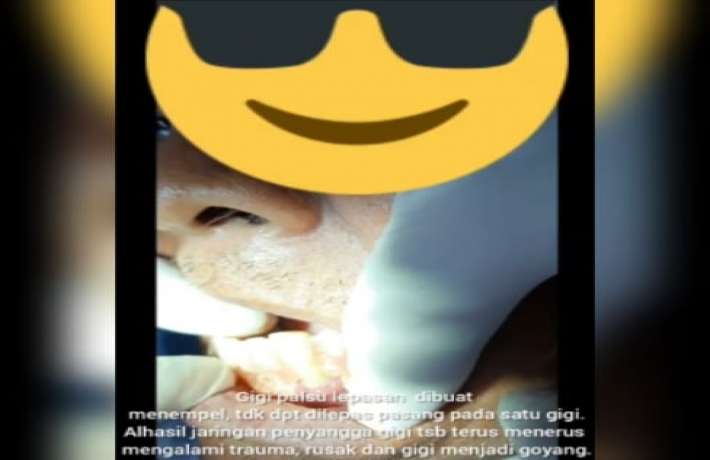 Gigi palsu lepasan dibuat
menempel, tdk dpt dilepas pasang pada satu gigi.
Alhasil jaringan penyangga gigi tsb terus menerus
mengalami trauma, rusak dan gigi menjadi goyang.